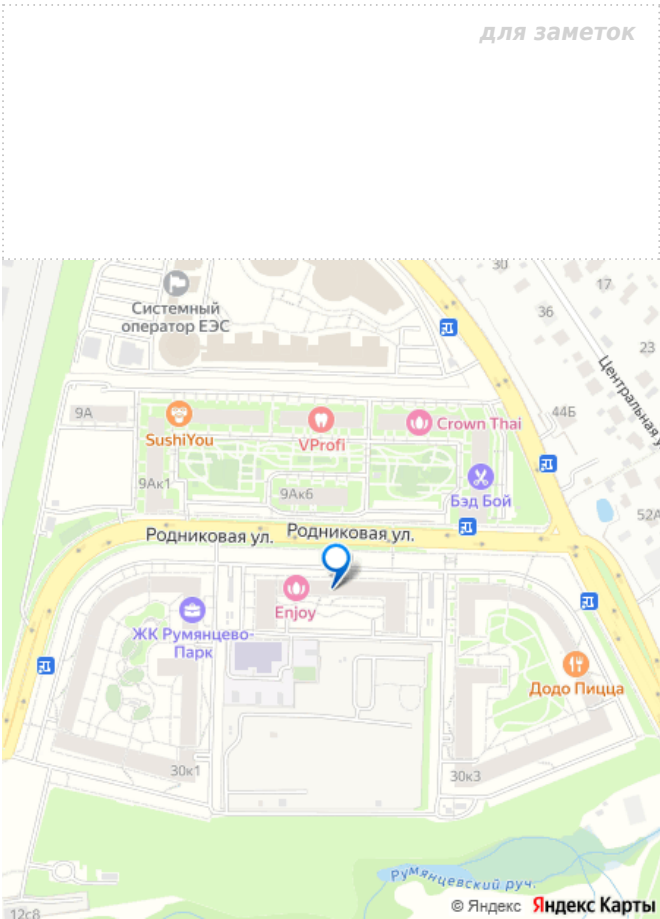 для заметок
30
17
Системный
оператор ЕЭС
36
23
Центральная у
9А
SushiYou
VProfi
Crown Thai
44Б
9Ак1
9Ак6
Бэд Бой
52А
Родниковая ул.
Родниковая ул.
Enjoy
ЖК Румянцево-
Парк
Додо Пицца
30к1
30к3
Румянцевский руч.
12с8
© Яндекс Яндекс Карты